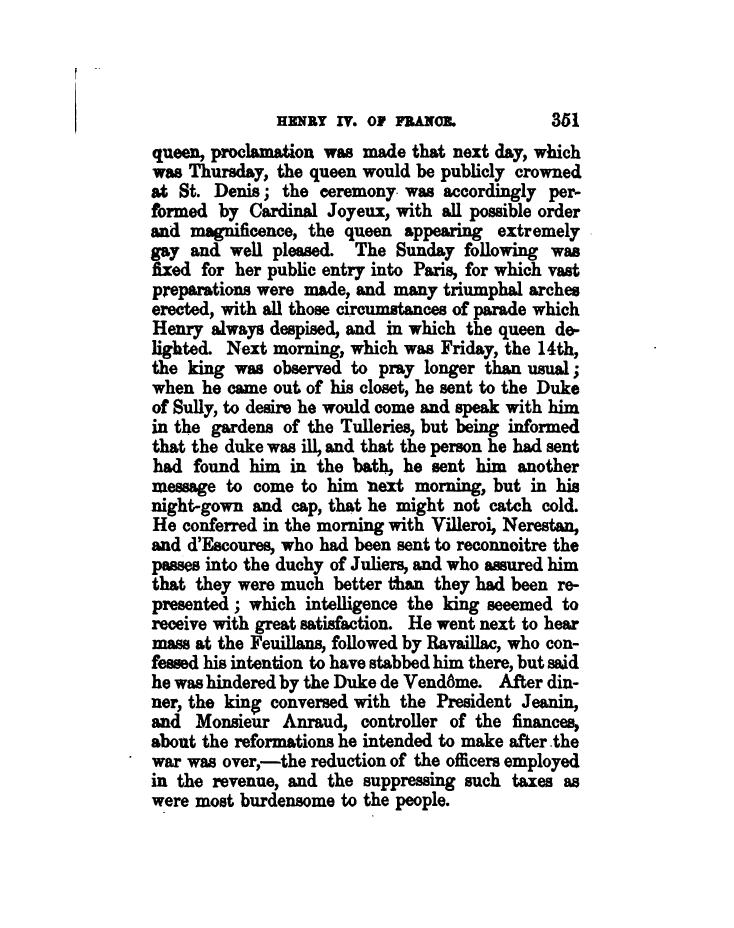 HENRY IV. OF FRANCE. 351
queen, proclamation was made that next day, which
was Thursday, the queen would be publicly crowned
at St. Denis; the ceremony was accordingly per-
formed by Cardinal Joyeux, with all possible order
and magnificence, the queen appearing extremely
gay and well pleased. The Sunday following was
fixed for her public entry into Paris, for which vast
preparations were made, and many triumphal arches
erected, with all those circumstances of parade which
Henry always despised, and in which the queen de-
lighted. Next morning, which was Friday, the 14th,
the king was observed to pray longer than usual;
when he came out of his closet, he sent to the Duke
of Sully, to desire he would come and speak with him
in the gardens of the Tulleries, but being informed
that the duke was ill, and that the person he had sent
had found him in the bath, he sent him another
message to come to him next morning, but in his
night-gown and cap, that he might not catch cold.
He conferred in the morning with Villeroi, Nerestan,
and d'Escoures, who had been sent to reconnoitre the
passes into the duchy of Juliers, and who assured him
that they were much better than they had been re-
presented; which intelligence the king seeemed to
receive with great satisfaction. He went next to hear
mass at the Feuillans, followed by Ravaillac, who con-
fessed his intention to have stabbed him there, but said
he was hindered by the Duke de Vendôme. After din-
ner, the king conversed with the President Jeanin,
and Monsieur Anraud, controller of the finances,
about the reformations he intended to make after the
war was over,—the reduction of the officers employed
in the revenue, and the suppressing such taxes as
were most burdensome to the people.